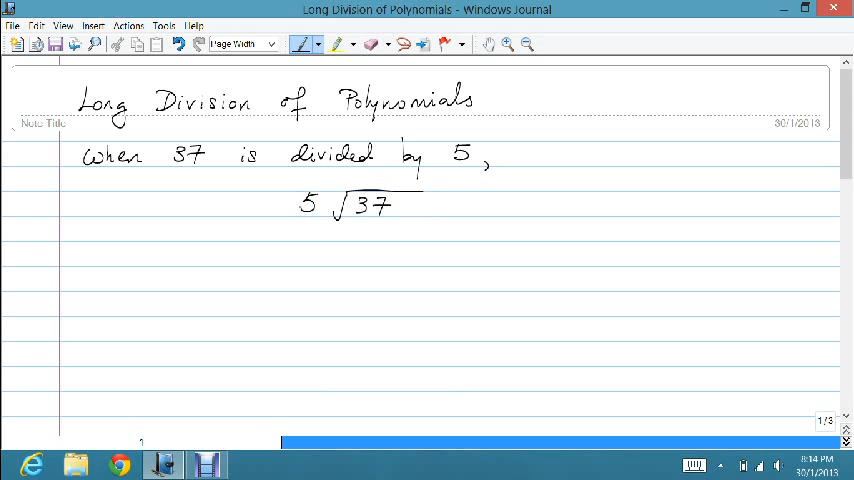 Long Division of Polynomials - Windows Journal
File Edit View Insert Actions Tools Help
Page Width
Long Division of Polynomials
Note Title
30/1/2013
When 37 is divided by 5,
5 √37
1/3
1
8:14 PM
30/1/2013